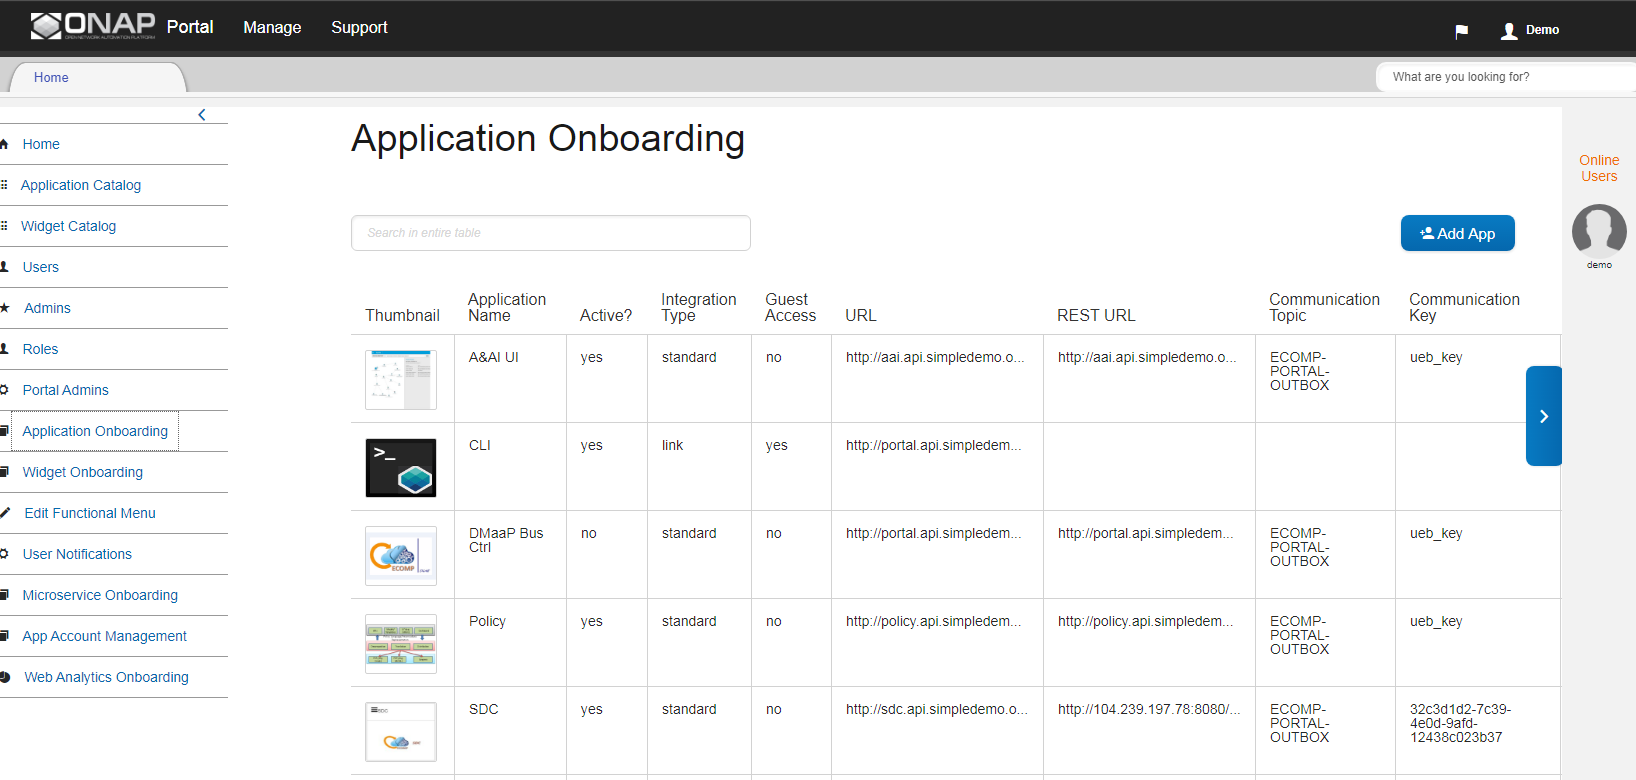 ONAP
OPEN NETWORK AUTOMATION PLATFORM
Portal
Manage
Support
Demo
Home
What are you looking for?
Home
Application Catalog
Widget Catalog
Users
Admins
Roles
Portal Admins
Application Onboarding
Widget Onboarding
Edit Functional Menu
User Notifications
Microservice Onboarding
App Account Management
Web Analytics Onboarding
Application Onboarding
Search in entire table
Add App
Thumbnail
Application
Name
Active?
Integration
Type
Guest
Access
URL
REST URL
Communication
Topic
Communication
Key
A&AI UI
yes
standard
no
http://aai.api.simpledemo.o...
http://aai.api.simpledemo.o...
ECOMP-
PORTAL-
OUTBOX
ueb_key
>_
CLI
yes
link
yes
http://portal.api.simpledem...
ECOMP
DMaaP Bus
Ctrl
no
standard
no
http://portal.api.simpledem...
http://portal.api.simpledem...
ECOMP-
PORTAL-
OUTBOX
ueb_key
Policy
yes
standard
no
http://policy.api.simpledem...
http://policy.api.simpledem...
ECOMP-
PORTAL-
OUTBOX
ueb_key
SDC
SDC
yes
standard
no
http://sdc.api.simpledemo.o...
http://104.239.197.78:8080/...
ECOMP-
PORTAL-
OUTBOX
32c3d1d2-7c39-
4e0d-9afd-
12438c023b37
Online
Users
demo